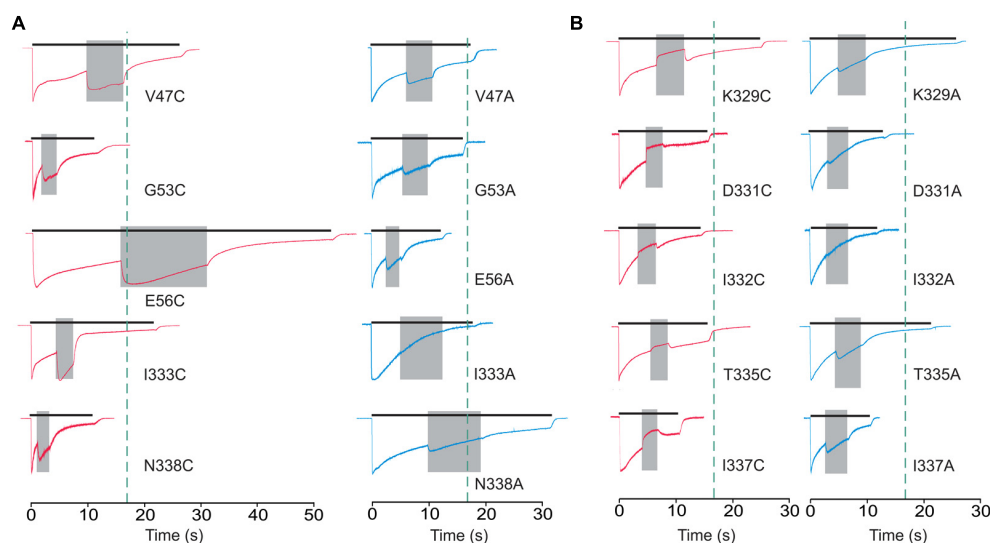 A
B
V47C
V47A
K329C
K329A
G53C
G53A
D331C
D331A
E56C
E56A
I332C
I332A
I333C
I333A
T335C
T335A
N338C
N338A
I337C
I337A
0 10 20 30 40 50
0 10 20 30
0 10 20 30
0 10 20 30
Time (s)
Time (s)
Time (s)
Time (s)